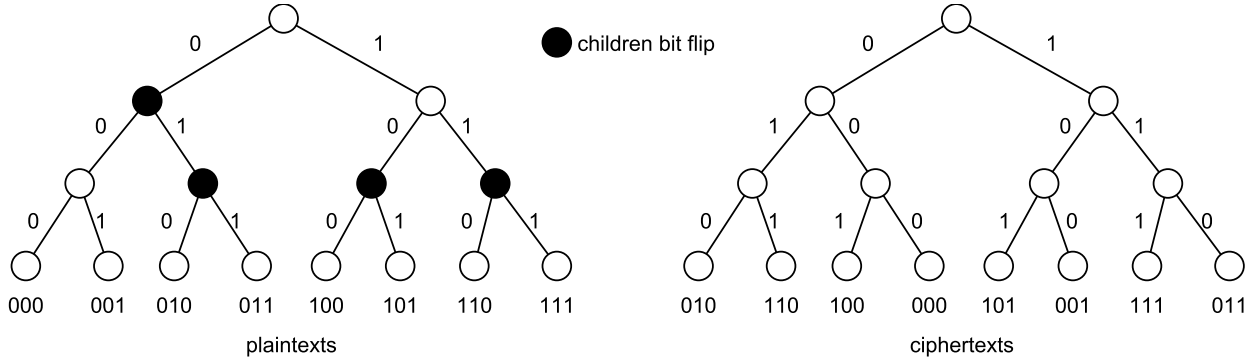 0 1 children bit flip 0 1
0 1 0 1 1 0 0 1
0 1 0 1 0 1 0 1 0 1 1 0 1 0 1 0
000 001 010 011 100 101 110 111 010 110 100 000 101 001 111 011
plaintexts ciphertexts